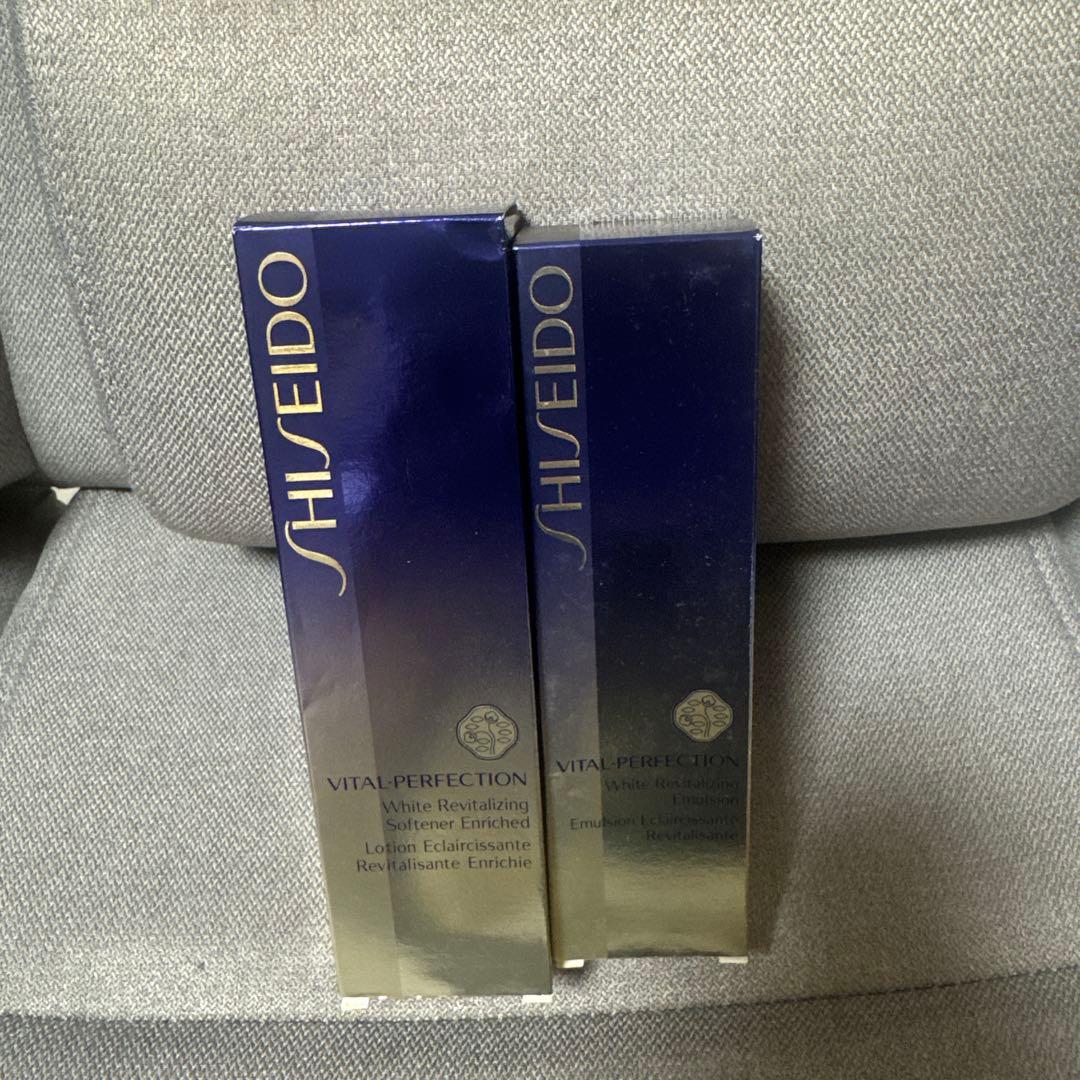 SHISEIDO
VITAL-PERFECTION
White Revitalizing
Softener Enriched
Lotion Eclaircissante
Revitalisante Enrichie
SHISEIDO
VITAL-PERFECTION
White Revitalizing
Emulsion
Emulsion Eclaircissante
Revitalisante